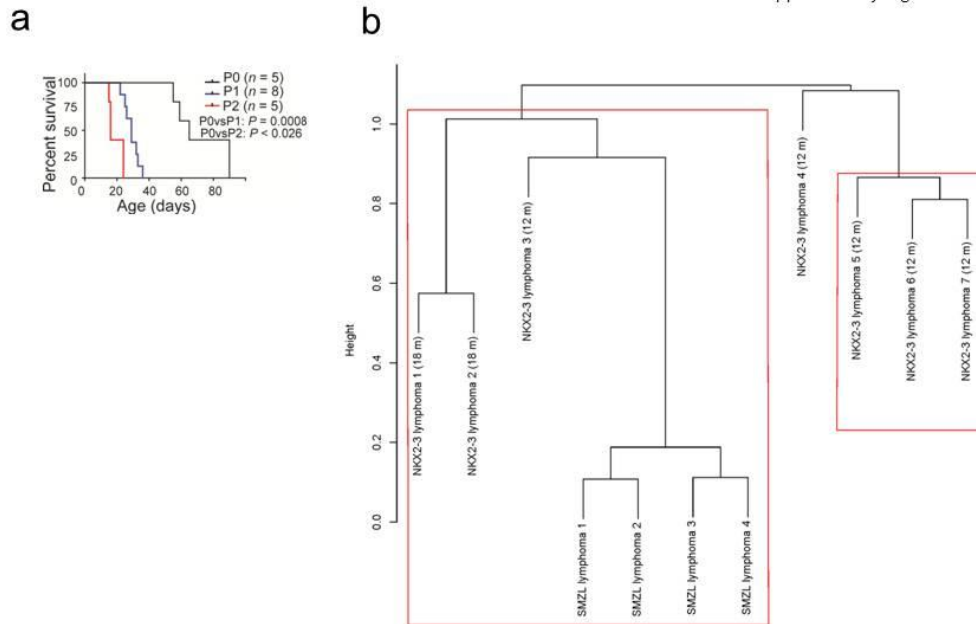 a
b
Percent survival
100
75
50
25
0
0
20
40
60
80
Age (days)
P0 (n = 5)
P1 (n = 8)
P2 (n = 5)
P0vsP1: P = 0.0008
P0vsP2: P < 0.026
Height
1.0
0.8
0.6
0.4
0.2
0.0
NKX2-3 lymphoma 1 (18 m)
NKX2-3 lymphoma 2 (18 m)
NKX2-3 lymphoma 3 (12 m)
SMZL lymphoma 1
SMZL lymphoma 2
SMZL lymphoma 3
SMZL lymphoma 4
NKX2-3 lymphoma 4 (12 m)
NKX2-3 lymphoma 5 (12 m)
NKX2-3 lymphoma 6 (12 m)
NKX2-3 lymphoma 7 (12 m)